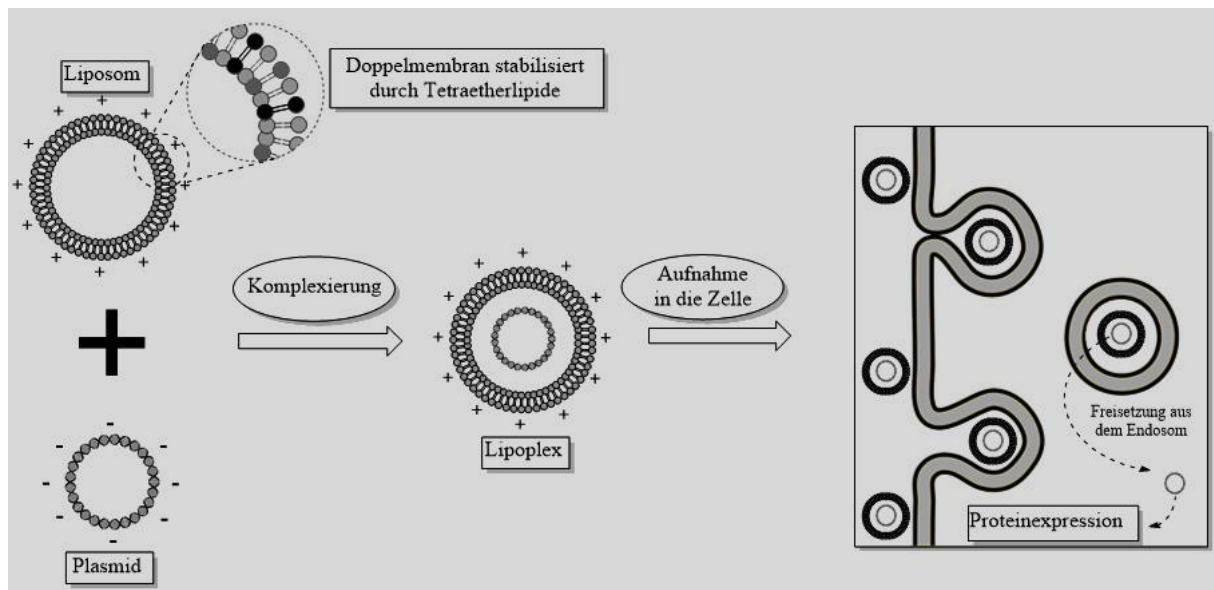 Liposom
Doppelmembran stabilisiert
durch Tetraetherlipide
Komplexierung
Aufnahme
in die Zelle
Lipoplex
Plasmid
Freisetzung aus
dem Endosom
Proteinexpression